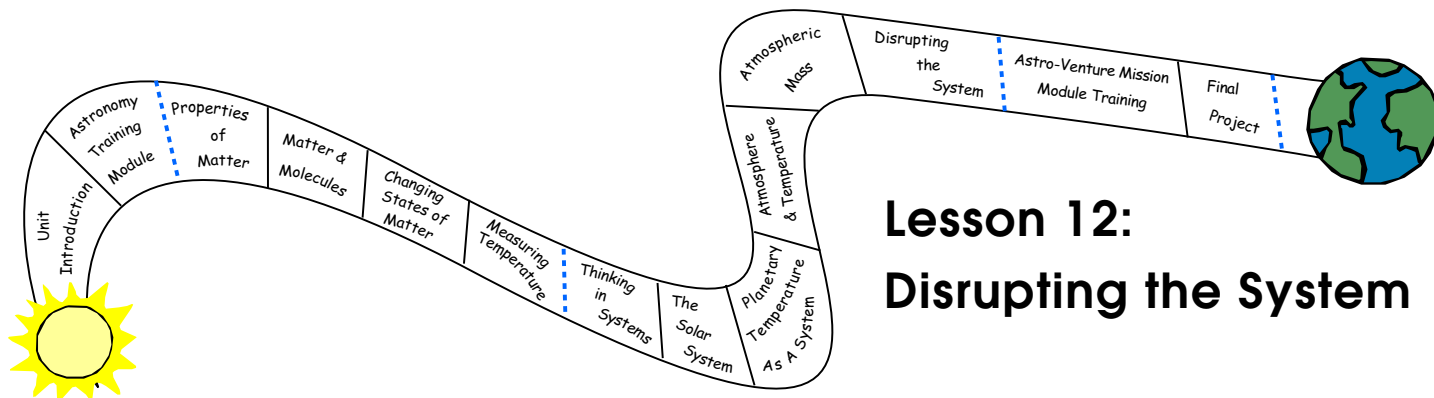 Unit
Introduction
Astronomy
Training
Module
Properties
of
Matter
Matter &
Molecules
Changing
States of
Matter
Measuring
Temperature
Thinking
in
Systems
The
Solar
System
Planetary
Temperature
As A System
Atmosphere
& Temperature
Atmospheric
Mass
Disrupting
the
System
Astro-Venture Mission
Module Training
Final
Project
Lesson 12:
Disrupting the System